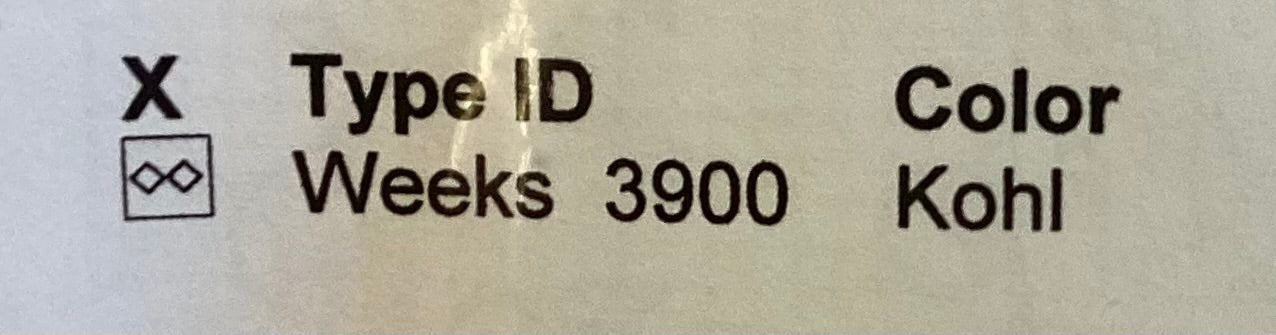 X Type ID Color
Weeks 3900 Kohl